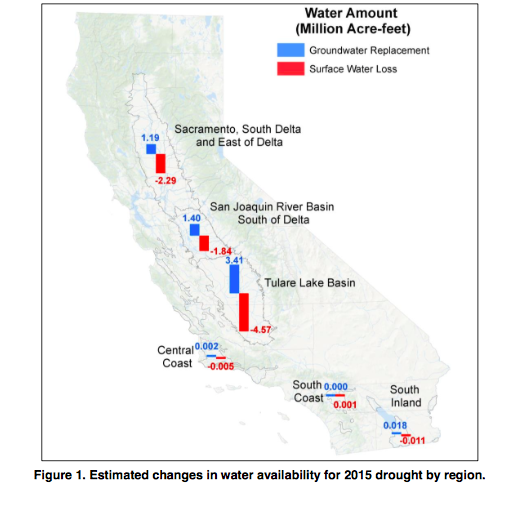 Water Amount
(Million Acre-feet)
Groundwater Replacement
Surface Water Loss
1.19
Sacramento, South Delta
and East of Delta
-2.29
San Joaquin River Basin
South of Delta
1.40
-1.84
3.41
Tulare Lake Basin
-4.57
Central
Coast
0.002
-0.005
South
Coast
0.000
0.001
South
Inland
0.018
-0.011
Figure 1. Estimated changes in water availability for 2015 drought by region.